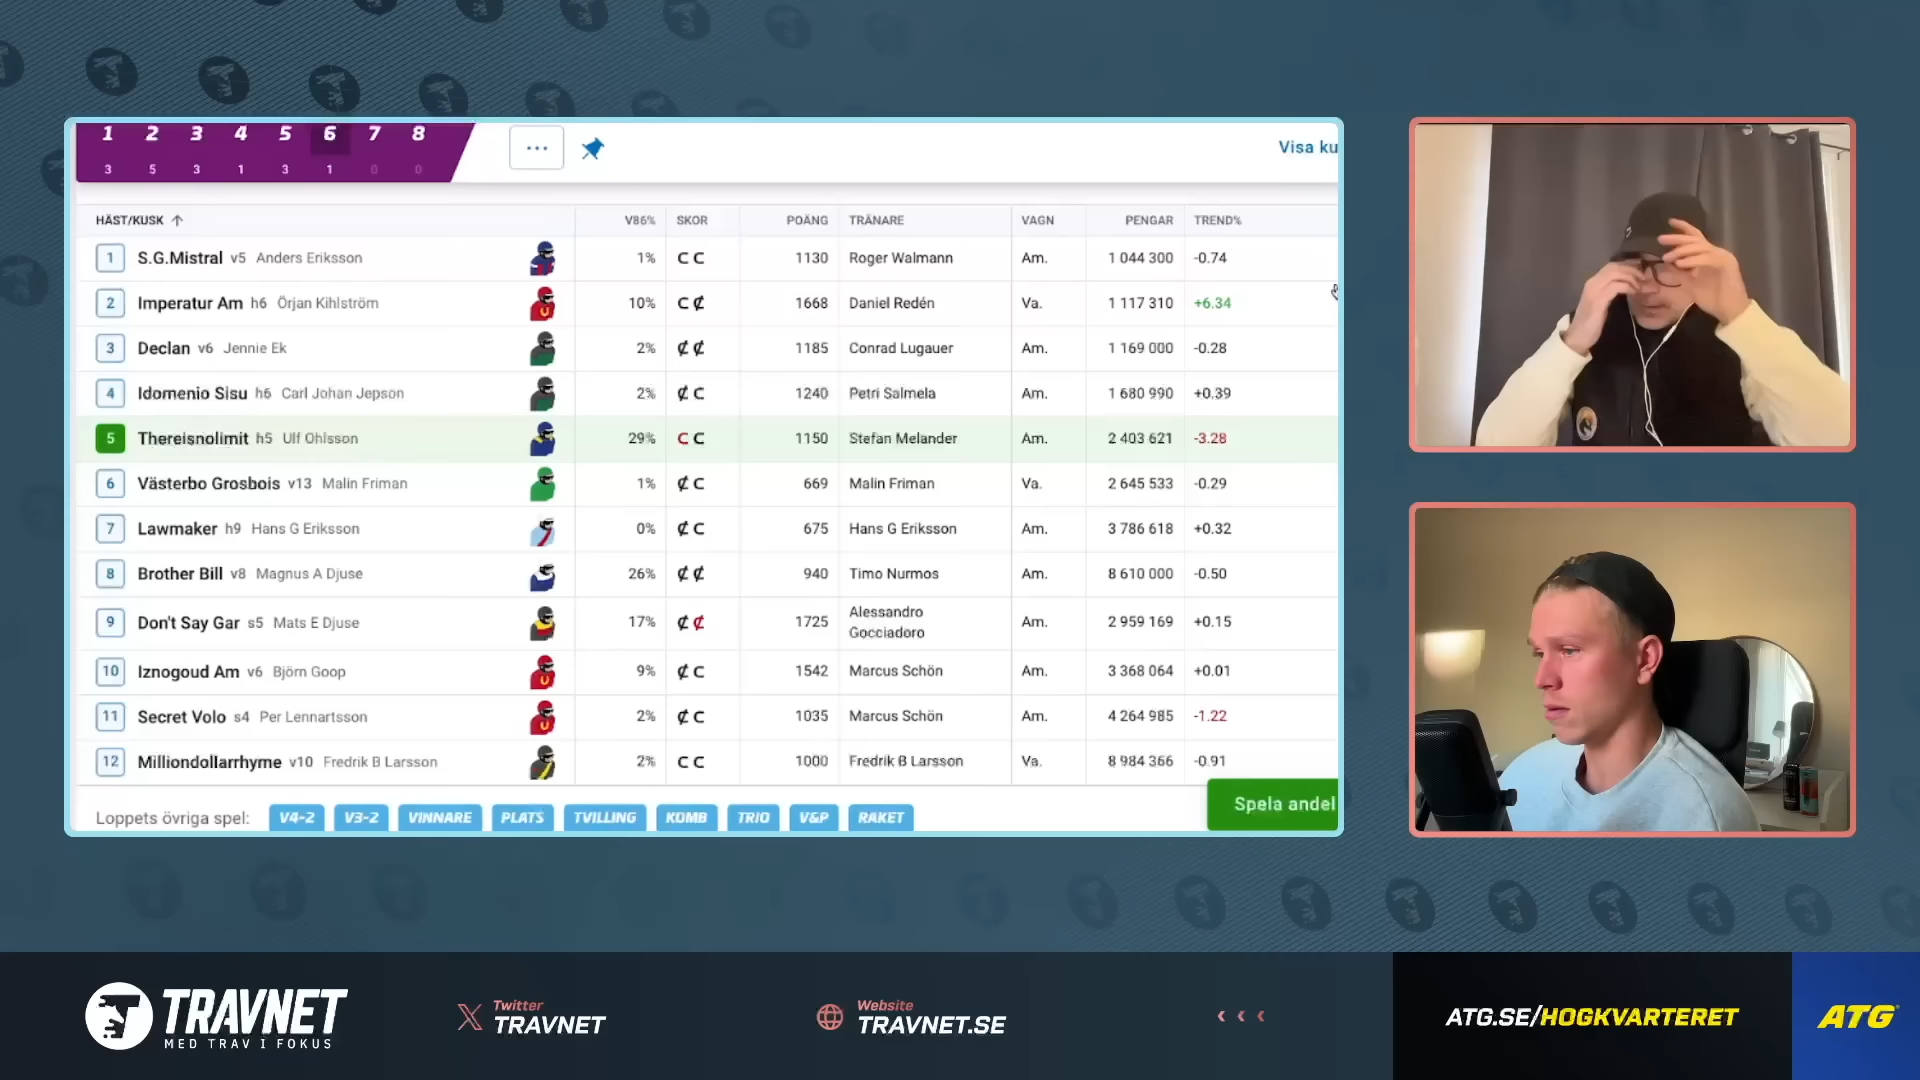 1 2 3 4 5 6 7 8
3 5 3 1 3 1 0 0
Visa ku
HÄST/KUSK V86% SKOR POÄNG TRÄNARE VAGN PENGAR TREND%
1 S.G.Mistral v5 Anders Eriksson 1% C C 1130 Roger Walmann Am. 1 044 300 -0.74
2 Imperatur Am h6 Örjan Kihlström 10% C ₵ 1668 Daniel Redén Va. 1 117 310 +6.34
3 Declan v6 Jennie Ek 2% ₵ ₵ 1185 Conrad Lugauer Am. 1 169 000 -0.28
4 Idomenio Sisu h6 Carl Johan Jepson 2% ₵ C 1240 Petri Salmela Am. 1 680 990 +0.39
5 Thereisnolimit h5 Ulf Ohlsson 29% C C 1150 Stefan Melander Am. 2 403 621 -3.28
6 Västerbo Grosbois v13 Malin Friman 1% ₵ C 669 Malin Friman Va. 2 645 533 -0.29
7 Lawmaker h9 Hans G Eriksson 0% ₵ C 675 Hans G Eriksson Am. 3 786 618 +0.32
8 Brother Bill v8 Magnus A Djuse 26% ₵ ₵ 940 Timo Nurmos Am. 8 610 000 -0.50
9 Don't Say Gar s5 Mats E Djuse 17% ₵ ₵ 1725 Alessandro Gocciadoro Am. 2 959 169 +0.15
10 Iznogoud Am v6 Björn Goop 9% ₵ C 1542 Marcus Schön Am. 3 368 064 +0.01
11 Secret Volo s4 Per Lennartsson 2% ₵ C 1035 Marcus Schön Am. 4 264 985 -1.22
12 Milliondollarrhyme v10 Fredrik B Larsson 2% C C 1000 Fredrik B Larsson Va. 8 984 366 -0.91
Spela andel
Loppets övriga spel: V4-2 V3-2 VINNARE PLATS TVILLING KOMB TRIO V&P RAKET
TRAVNET
MED TRAV I FOKUS
Twitter
TRAVNET
Website
TRAVNET.SE
ATG.SE/HOGKVARTERET
ATG